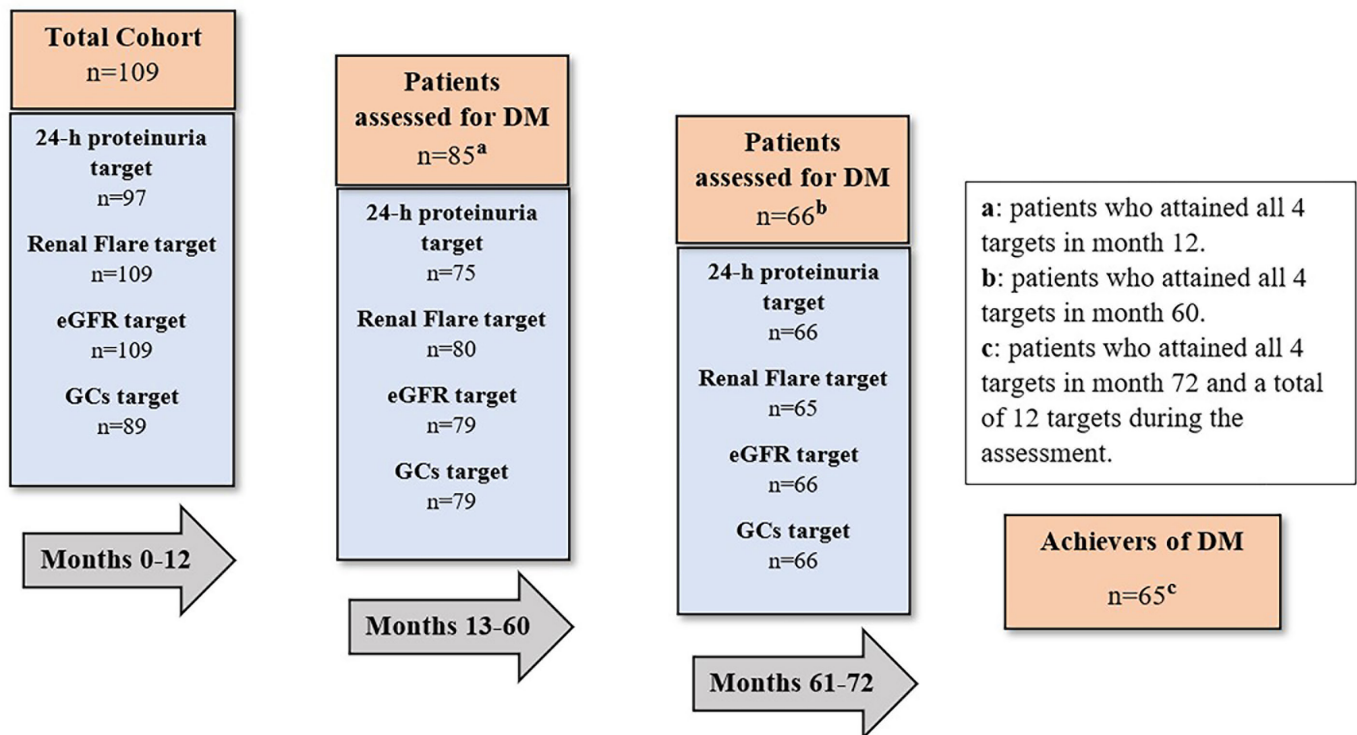 Total Cohort
n=109
24-h proteinuria
target
n=97
Renal Flare target
n=109
eGFR target
n=109
GCs target
n=89
Months 0-12
Patients
assessed for DM
n=85a
24-h proteinuria
target
n=75
Renal Flare target
n=80
eGFR target
n=79
GCs target
n=79
Months 13-60
Patients
assessed for DM
n=66b
24-h proteinuria
target
n=66
Renal Flare target
n=65
eGFR target
n=66
GCs target
n=66
Months 61-72
a: patients who attained all 4
targets in month 12.
b: patients who attained all 4
targets in month 60.
c: patients who attained all 4
targets in month 72 and a total
of 12 targets during the
assessment.
Achievers of DM
n=65c